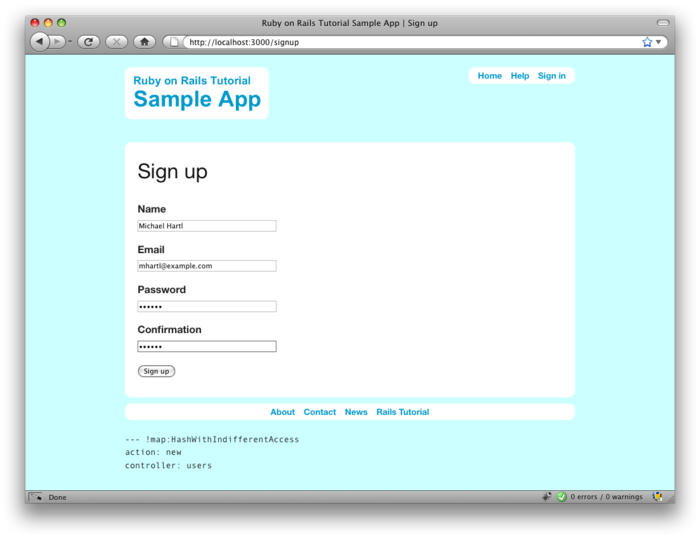 Ruby on Rails Tutorial Sample App | Sign up
http://localhost:3000/signup
Ruby on Rails Tutorial
Sample App
Home Help Sign in
Sign up
Name
Michael Hartl
Email
mhartl@example.com
Password
••••••
Confirmation
••••••
Sign up
About Contact News Rails Tutorial
--- !map:HashWithIndifferentAccess
action: new
controller: users
Done
0 errors / 0 warnings